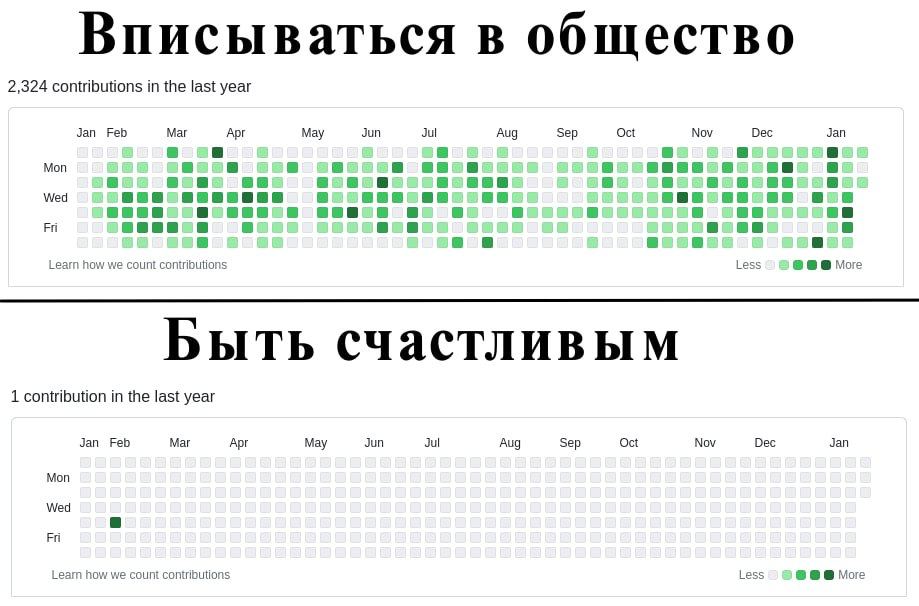 Вписываться в общество
2,324 contributions in the last year
Jan Feb Mar Apr May Jun Jul Aug Sep Oct Nov Dec Jan
Mon
Wed
Fri
Learn how we count contributions Less More
Быть счастливым
1 contribution in the last year
Jan Feb Mar Apr May Jun Jul Aug Sep Oct Nov Dec Jan
Mon
Wed
Fri
Learn how we count contributions Less More